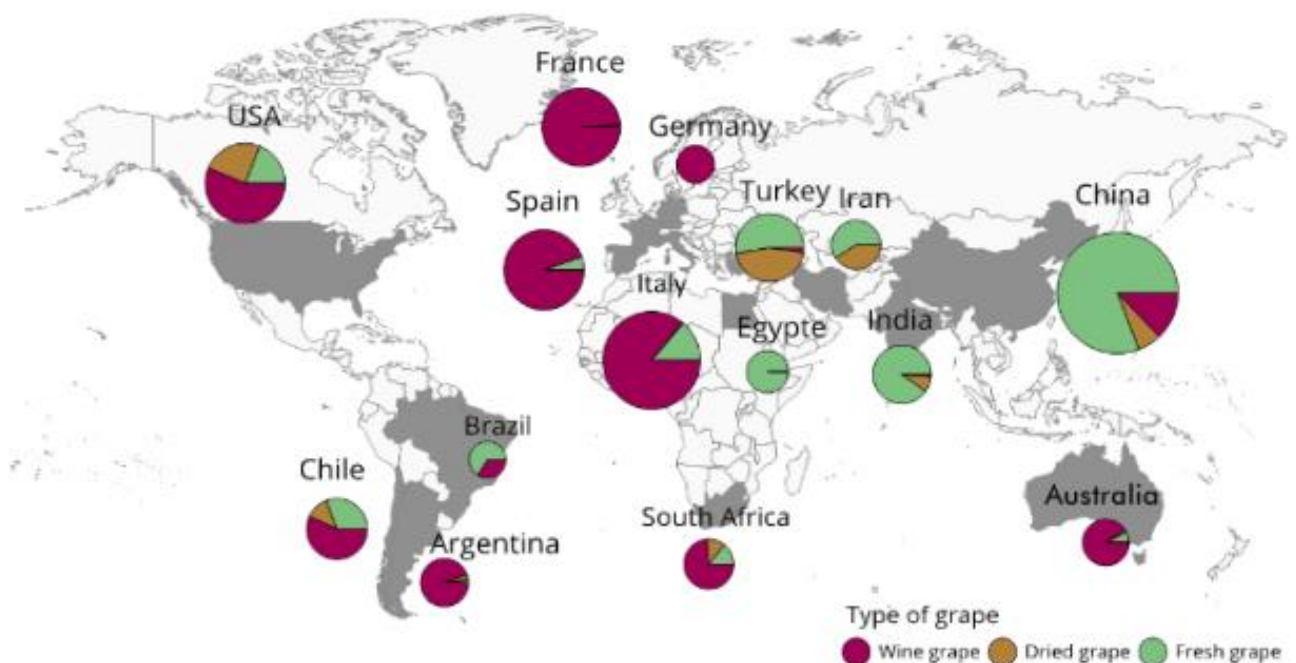 France
USA
Germany
Spain
Turkey
Iran
China
Italy
Egypte
India
Brazil
Chile
Argentina
South Africa
Australia
Type of grape
Wine grape
Dried grape
Fresh grape